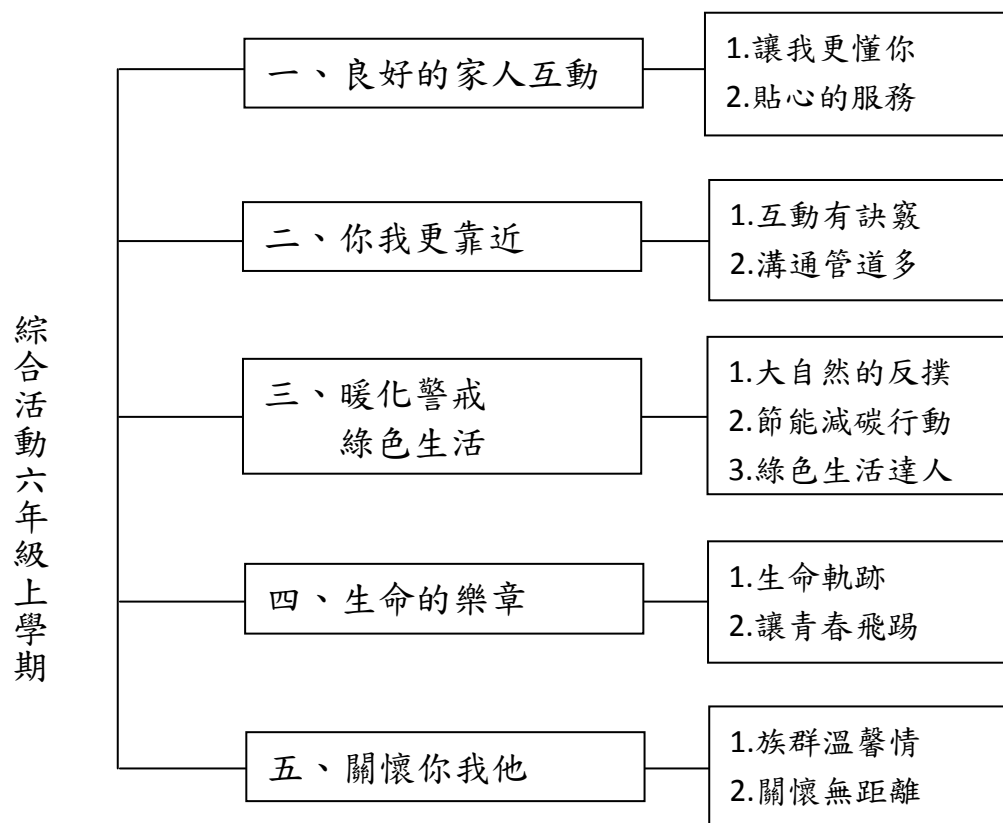 綜合活動六年級上學期
一、良好的家人互動
1.讓我更懂你
2.貼心的服務
二、你我更靠近
1.互動有訣竅
2.溝通管道多
三、暖化警戒
綠色生活
1.大自然的反撲
2.節能減碳行動
3.綠色生活達人
四、生命的樂章
1.生命軌跡
2.讓青春飛踢
五、關懷你我他
1.族群溫馨情
2.關懷無距離